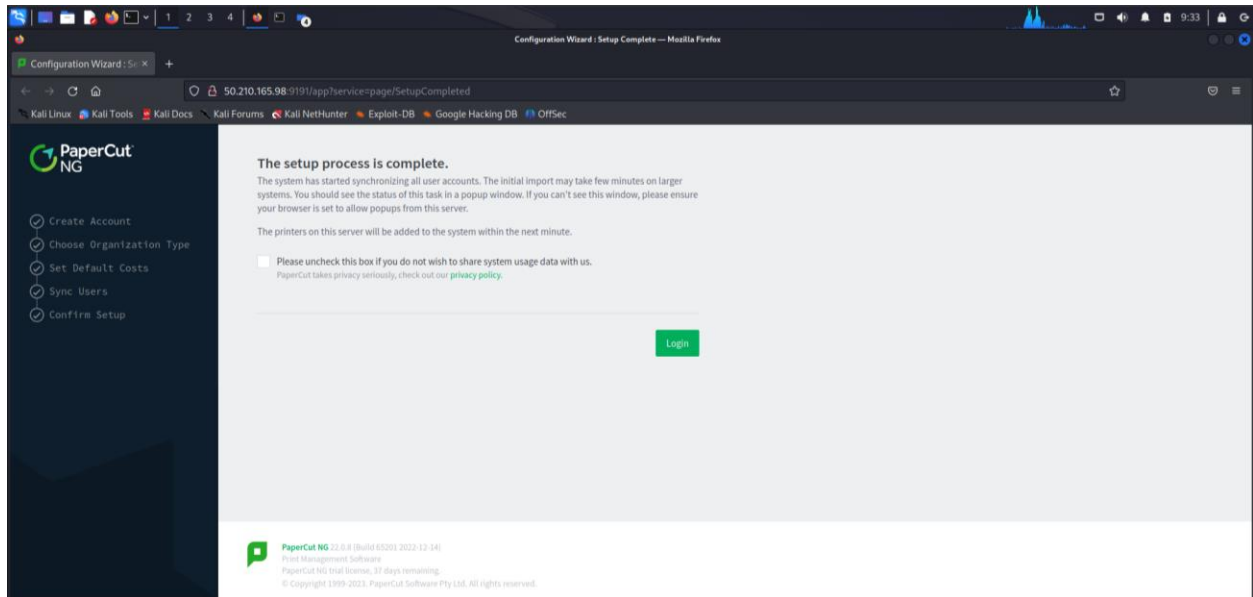 1 2 3 4
9:33
Configuration Wizard : Setup Complete — Mozilla Firefox
Configuration Wizard : Se
50.210.165.98:9191/app?service=page/SetupCompleted
Kali Linux Kali Tools Kali Docs Kali Forums Kali NetHunter Exploit-DB Google Hacking DB OffSec
PaperCut
NG
Create Account
Choose Organization Type
Set Default Costs
Sync Users
Confirm Setup
The setup process is complete.
The system has started synchronizing all user accounts. The initial import may take few minutes on larger
systems. You should see the status of this task in a popup window. If you can't see this window, please ensure
your browser is set to allow popups from this server.
The printers on this server will be added to the system within the next minute.
Please uncheck this box if you do not wish to share system usage data with us.
PaperCut takes privacy seriously, check out our privacy policy.
Login
PaperCut NG 22.0.8 (Build 65201 2022-12-14)
Print Management Software
PaperCut NG trial license, 37 days remaining.
© Copyright 1999-2023. PaperCut Software Pty Ltd. All rights reserved.